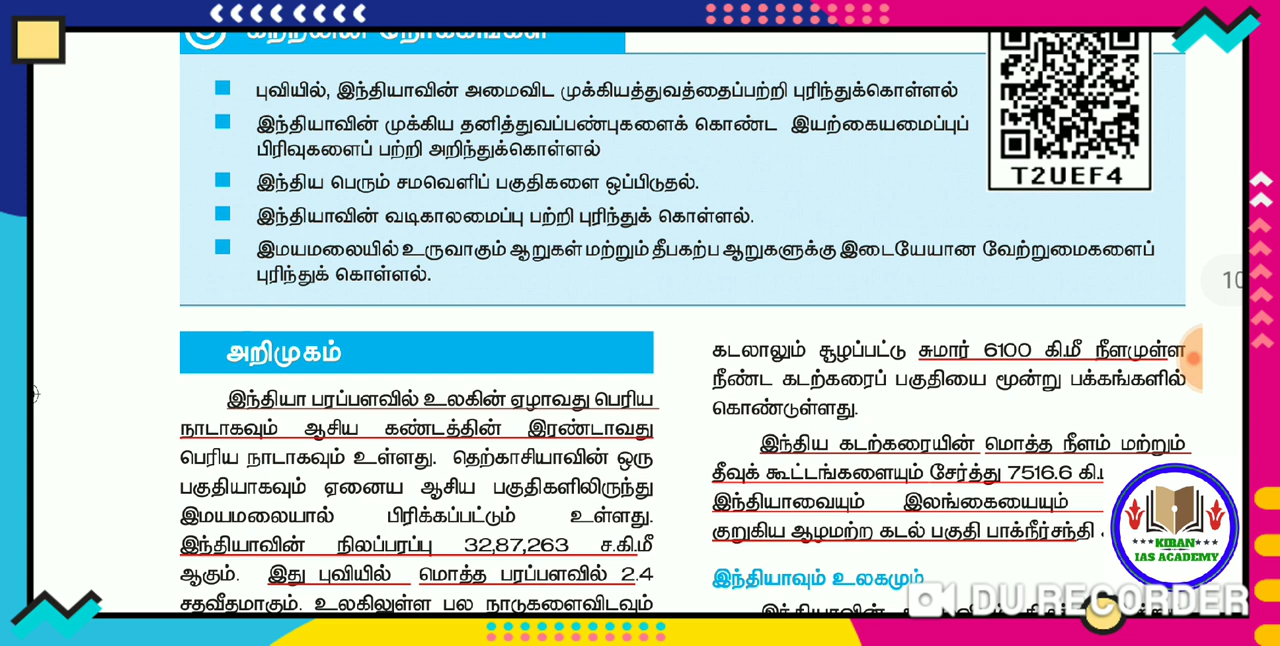 கற்றலின் நோக்கங்கள்
புவியில், இந்தியாவின் அமைவிட முக்கியத்துவத்தைப்பற்றி புரிந்துக்கொள்ளல்
இந்தியாவின் முக்கிய தனித்துவப்பண்புகளைக் கொண்ட இயற்கையமைப்புப்
பிரிவுகளைப் பற்றி அறிந்துக்கொள்ளல்
இந்திய பெரும் சமவெளிப் பகுதிகளை ஒப்பிடுதல்.
இந்தியாவின் வடிகாலமைப்பு பற்றி புரிந்துக் கொள்ளல்.
இமயமலையில் உருவாகும் ஆறுகள் மற்றும் தீபகற்ப ஆறுகளுக்கு இடையேயான வேற்றுமைகளைப்
புரிந்துக் கொள்ளல்.
T2UEF4
10
அறிமுகம்
இந்தியா பரப்பளவில் உலகின் ஏழாவது பெரிய
நாடாகவும் ஆசிய கண்டத்தின் இரண்டாவது
பெரிய நாடாகவும் உள்ளது. தெற்காசியாவின் ஒரு
பகுதியாகவும் ஏனைய ஆசிய பகுதிகளிலிருந்து
இமயமலையால் பிரிக்கப்பட்டும் உள்ளது.
இந்தியாவின் நிலப்பரப்பு 32,87,263 ச.கி.மீ
ஆகும். இது புவியில் மொத்த பரப்பளவில் 2.4
சதவீதமாகும். உலகிலுள்ள பல நாடுகளைவிடவும்
கடலாலும் சூழப்பட்டு சுமார் 6100 கி.மீ நீளமுள்ள
நீண்ட கடற்கரைப் பகுதியை மூன்று பக்கங்களில்
கொண்டுள்ளது.
இந்திய கடற்கரையின் மொத்த நீளம் மற்றும்
தீவுக் கூட்டங்களையும் சேர்த்து 7516.6
இந்தியாவையும் இலங்கையையும்
குறுகிய ஆழமற்ற கடல் பகுதி பாக்நீர்சந்தி
இந்தியாவும் உலகமும்
இந்தியாவின்
KIRAN
IAS ACADEMY
DU RECORDER